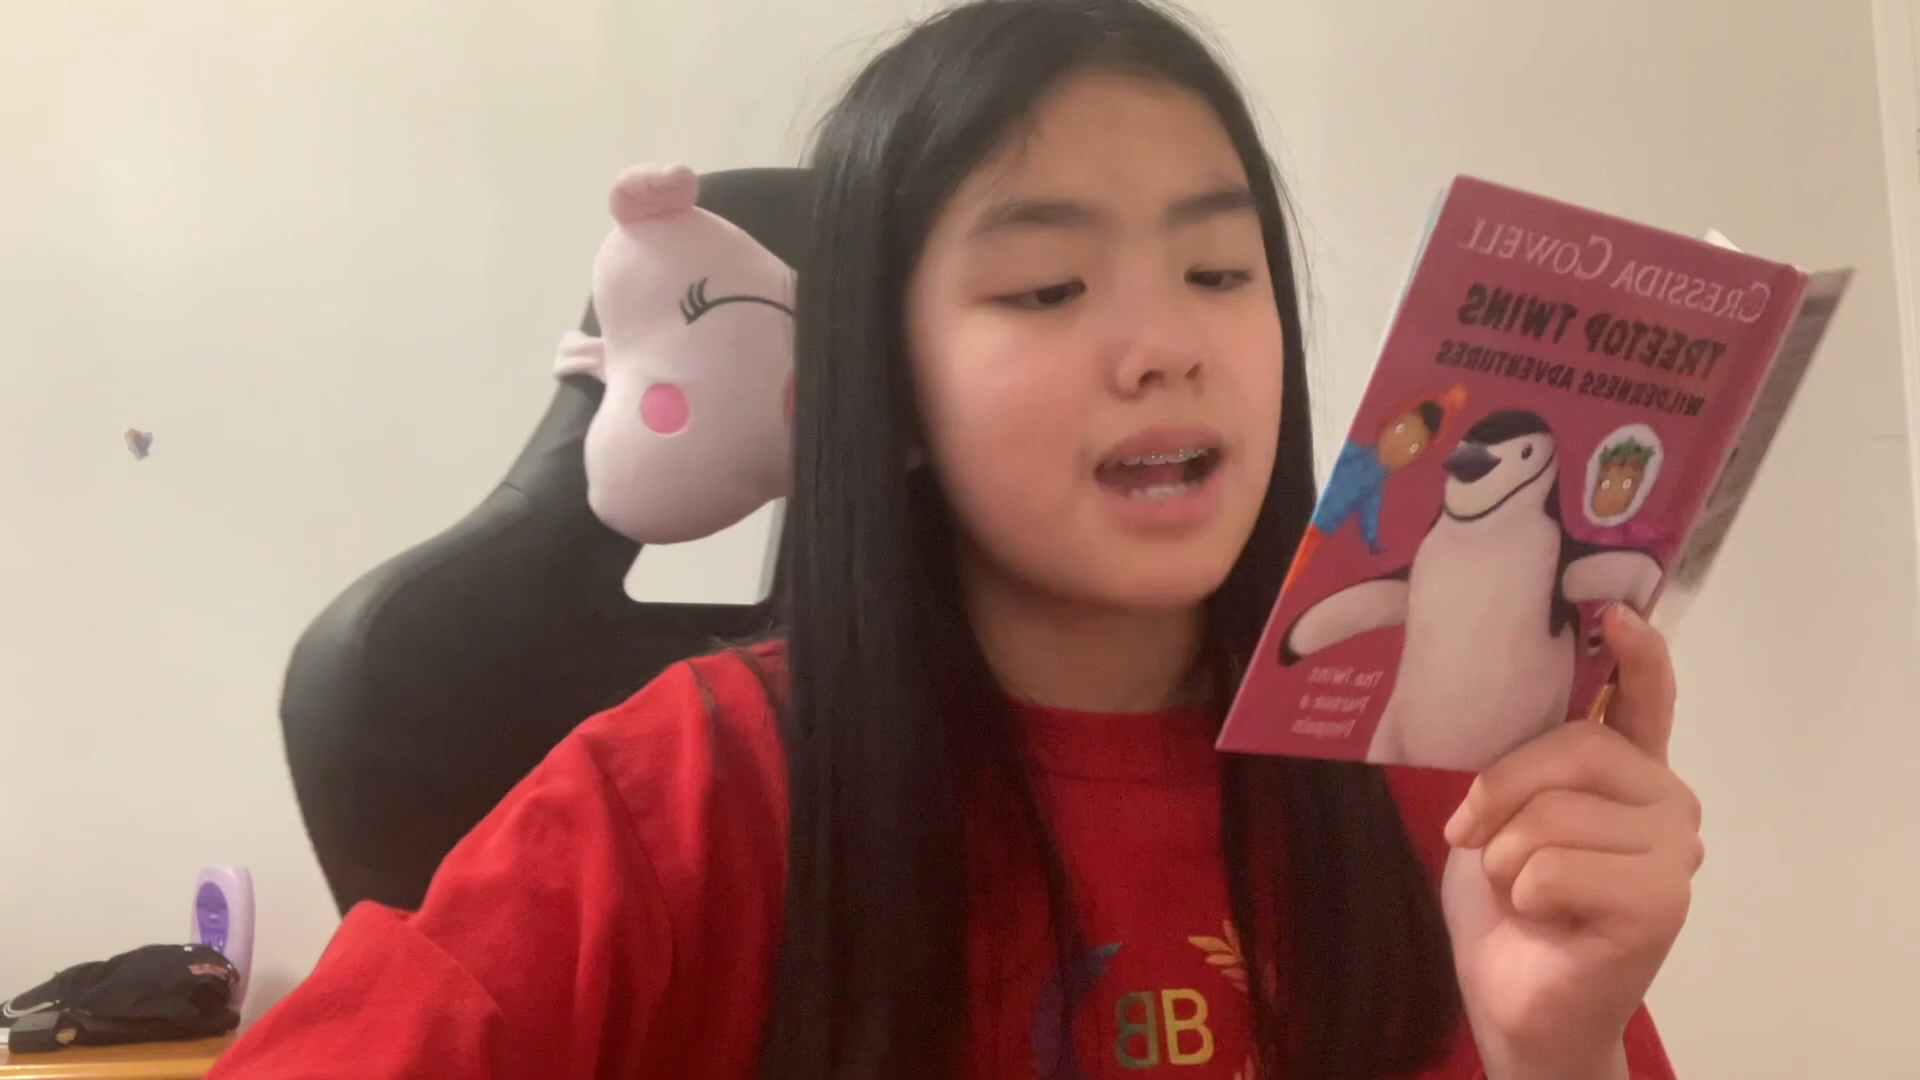 CRESSIDA COWELL
TREETOP TWINS
WILDERNESS ADVENTURES
The Twins
Pursue a
Penguin
BB